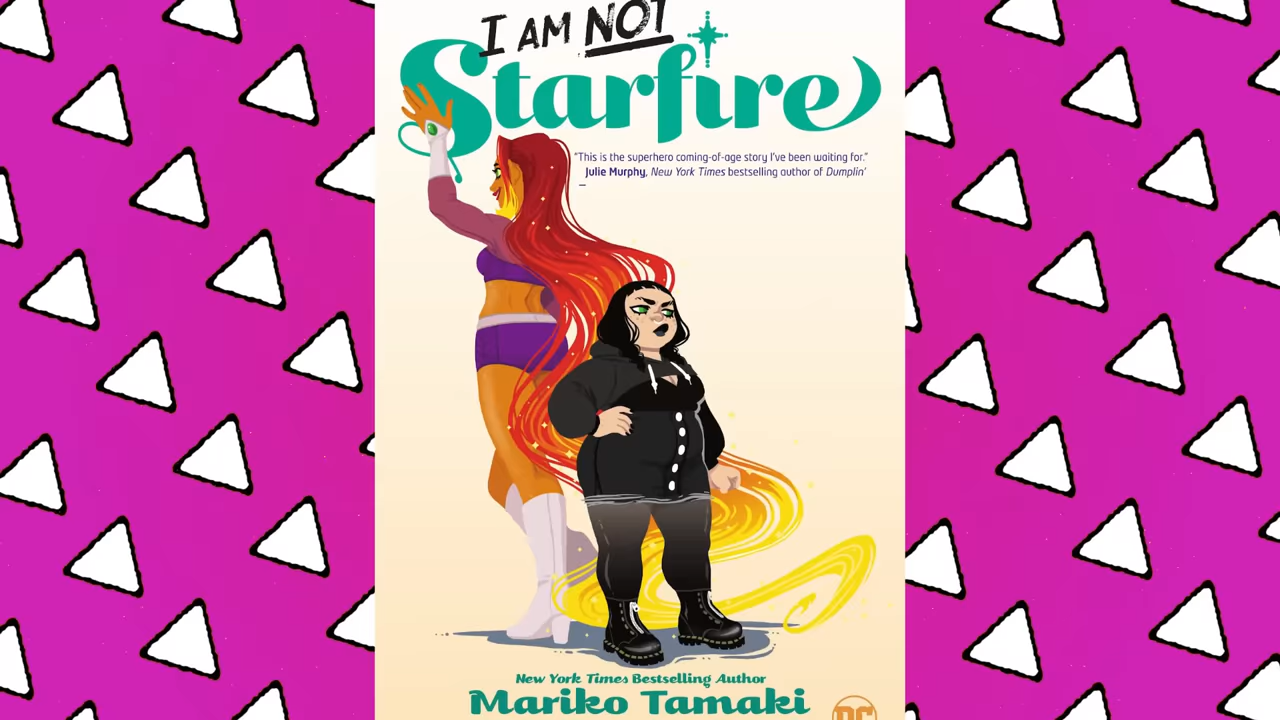 I AM NOT
Starfire
"This is the superhero coming-of-age story I've been waiting for."
Julie Murphy, New York Times bestselling author of Dumplin'
New York Times Bestselling Author
Mariko Tamaki
DC